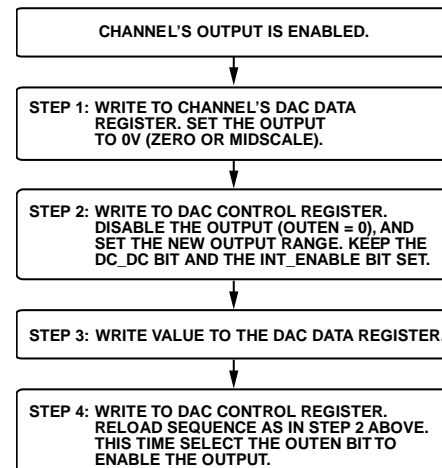 CHANNEL'S OUTPUT IS ENABLED.
STEP 1: WRITE TO CHANNEL'S DAC DATA
REGISTER. SET THE OUTPUT
TO 0V (ZERO OR MIDSCALE).
STEP 2: WRITE TO DAC CONTROL REGISTER.
DISABLE THE OUTPUT (OUTEN = 0), AND
SET THE NEW OUTPUT RANGE. KEEP THE
DC_DC BIT AND THE INT_ENABLE BIT SET.
STEP 3: WRITE VALUE TO THE DAC DATA REGISTER.
STEP 4: WRITE TO DAC CONTROL REGISTER.
RELOAD SEQUENCE AS IN STEP 2 ABOVE.
THIS TIME SELECT THE OUTEN BIT TO
ENABLE THE OUTPUT.